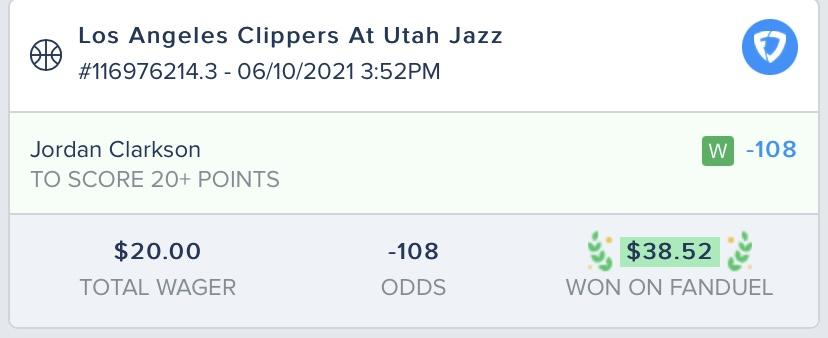 Los Angeles Clippers At Utah Jazz
#116976214.3 - 06/10/2021 3:52PM
Jordan Clarkson
W -108
TO SCORE 20+ POINTS
$20.00 -108 $38.52
TOTAL WAGER ODDS WON ON FANDUEL